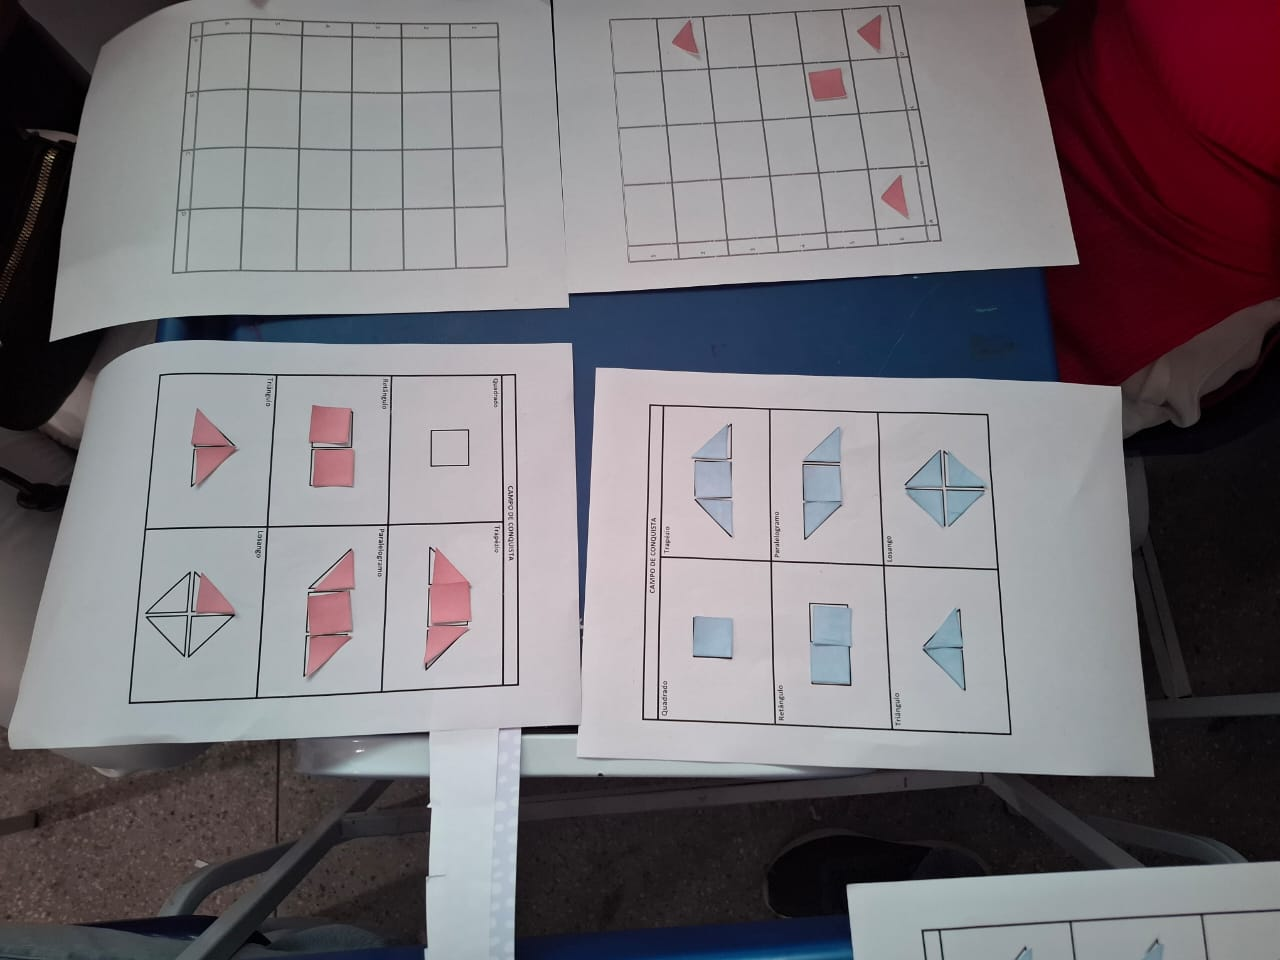 CAMPO DE CONQUISTA
Quadrado
Trapézio
Retângulo
Paralelogramo
Triângulo
Losango
CAMPO DE CONQUISTA
Trapézio
Quadrado
Paralelogramo
Retângulo
Losango
Triângulo